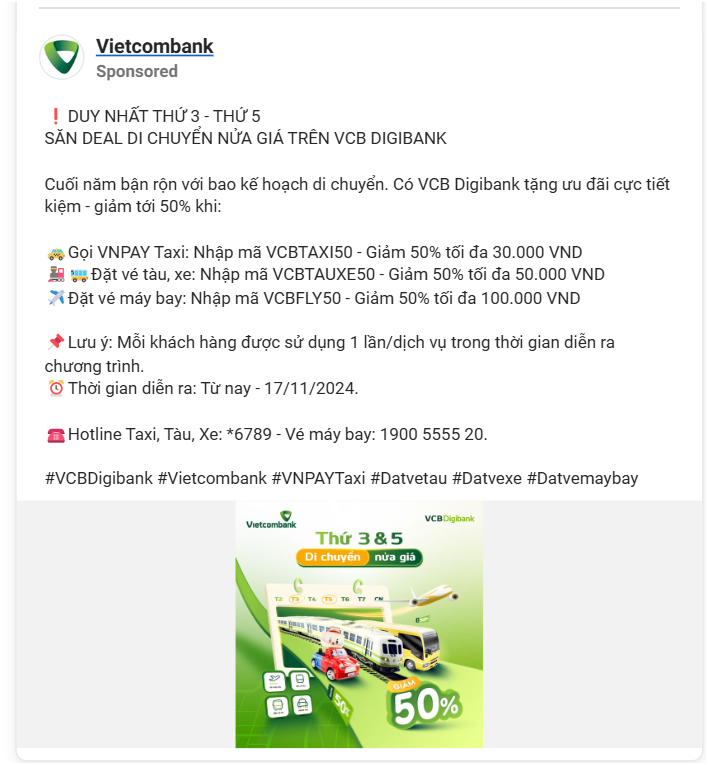 Vietcombank
Sponsored
❗ DUY NHẤT THỨ 3 - THỨ 5
SĂN DEAL DI CHUYỂN NỬA GIÁ TRÊN VCB DIGIBANK
Cuối năm bận rộn với bao kế hoạch di chuyển. Có VCB Digibank tặng ưu đãi cực tiết
kiệm - giảm tới 50% khi:
🚕 Gọi VNPAY Taxi: Nhập mã VCBTAXI50 - Giảm 50% tối đa 30.000 VND
🚂 🚌 Đặt vé tàu, xe: Nhập mã VCBTAUXE50 - Giảm 50% tối đa 50.000 VND
✈️ Đặt vé máy bay: Nhập mã VCBFLY50 - Giảm 50% tối đa 100.000 VND
📌 Lưu ý: Mỗi khách hàng được sử dụng 1 lần/dịch vụ trong thời gian diễn ra
chương trình.
⏰ Thời gian diễn ra: Từ nay - 17/11/2024.
☎️ Hotline Taxi, Tàu, Xe: *6789 - Vé máy bay: 1900 5555 20.
#VCBDigibank #Vietcombank #VNPAYTaxi #Datvetau #Datvexe #Datvemaybay
Vietcombank
VCBDigibank
Thứ 3 & 5
Di chuyển nửa giá
T2 T3 T4 T5 T6 T7 CN
50%
GIẢM
50%